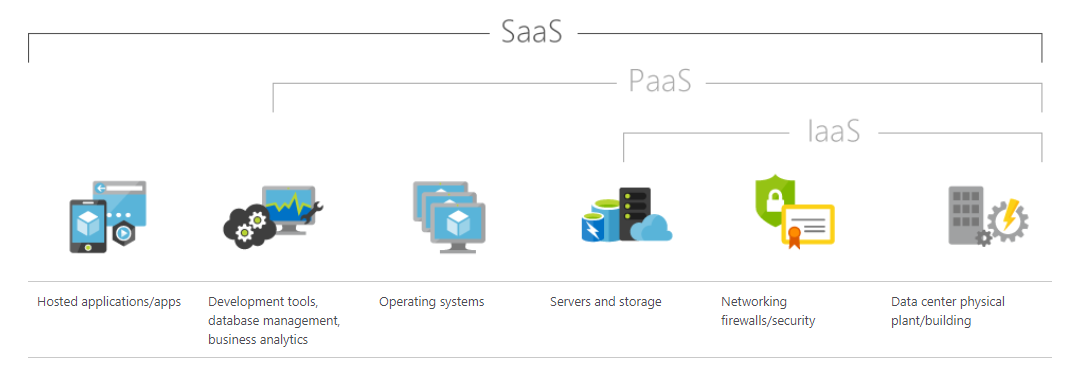 SaaS
PaaS
IaaS
Hosted applications/apps
Development tools,
database management,
business analytics
Operating systems
Servers and storage
Networking
firewalls/security
Data center physical
plant/building